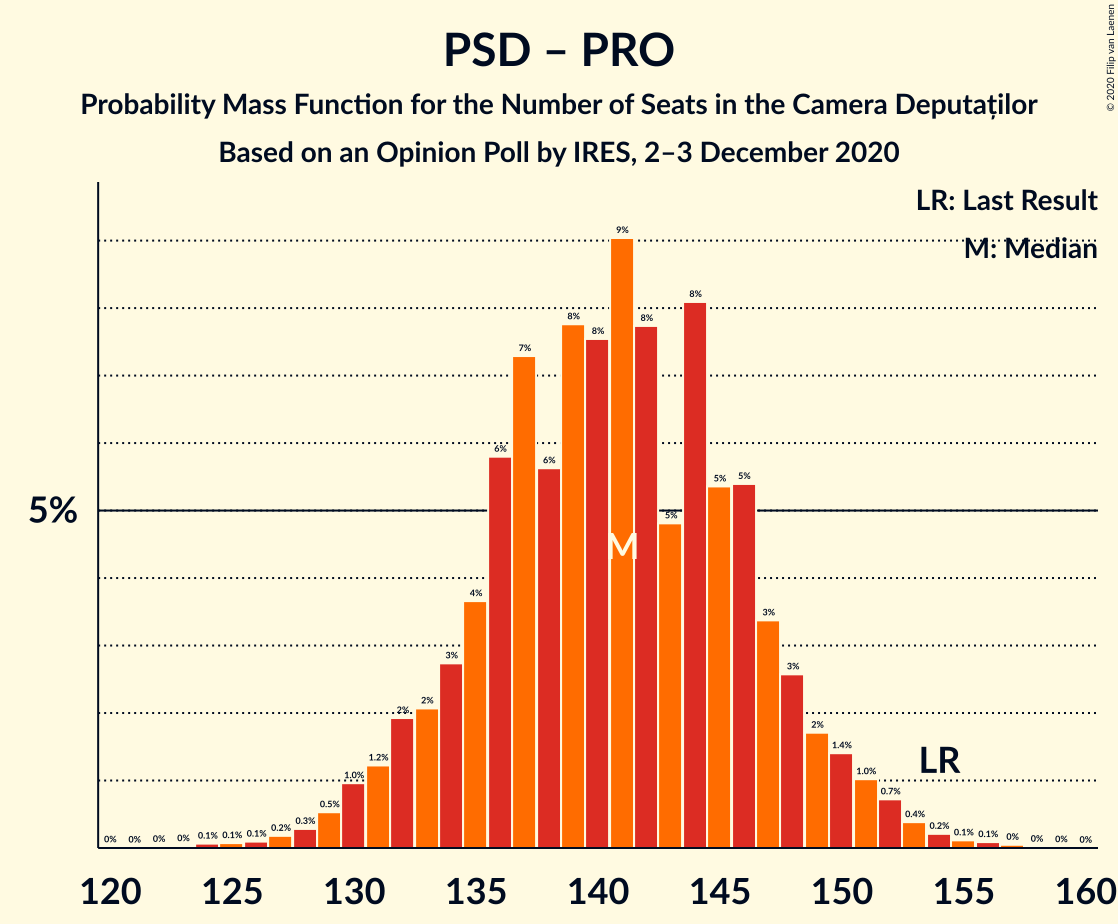 PSD – PRO
Probability Mass Function for the Number of Seats in the Camera Deputaților
Based on an Opinion Poll by IRES, 2–3 December 2020
© 2020 Filip van Laenen
LR: Last Result
M: Median
5%
0% 0% 0% 0% 0.1% 0.1% 0.1% 0.2% 0.3% 0.5% 1.0% 1.2% 2% 2% 3% 4% 6% 7% 6% 8% 8% 9% 8% 5% 8% 5% 5% 3% 3% 2% 1.4% 1.0% 0.7% 0.4% 0.2% 0.1% 0.1% 0% 0% 0% 0%
M
LR
120 125 130 135 140 145 150 155 160